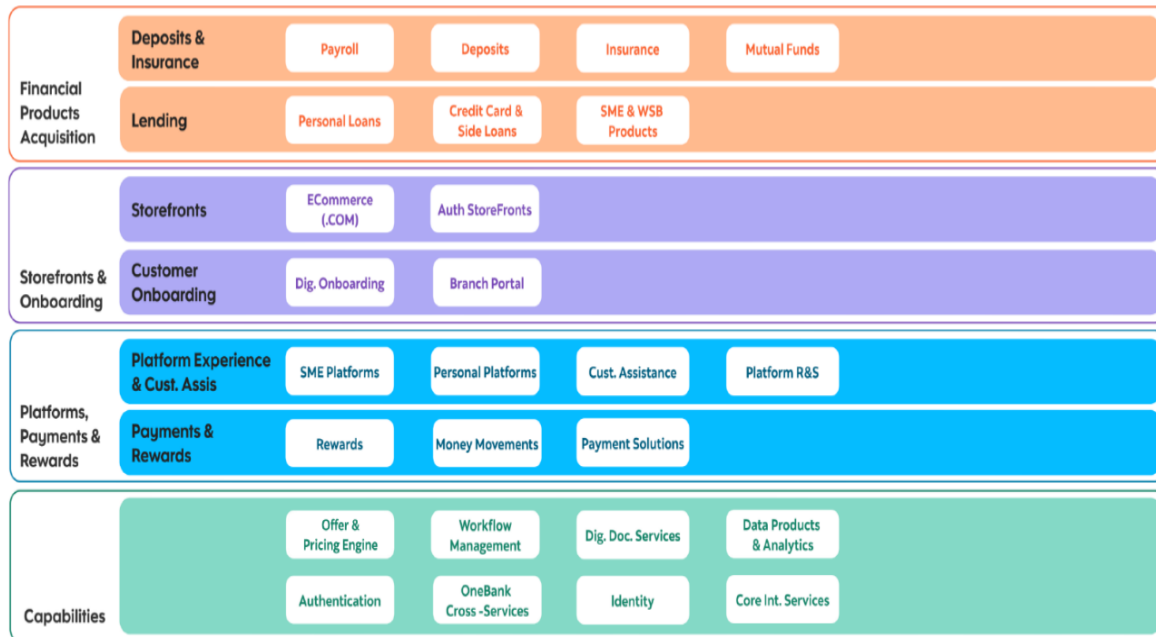 Financial
Products
Acquisition
Deposits &
Insurance
Payroll
Deposits
Insurance
Mutual Funds
Lending
Personal Loans
Credit Card &
Side Loans
SME & WSB
Products
Storefronts &
Onboarding
Storefronts
ECommerce
(.COM)
Auth StoreFronts
Customer
Onboarding
Dig. Onboarding
Branch Portal
Platforms,
Payments &
Rewards
Platform Experience
& Cust. Assis
SME Platforms
Personal Platforms
Cust. Assistance
Platform R&S
Payments &
Rewards
Rewards
Money Movements
Payment Solutions
Capabilities
Offer &
Pricing Engine
Workflow
Management
Dig. Doc. Services
Data Products
& Analytics
Authentication
OneBank
Cross -Services
Identity
Core Int. Services